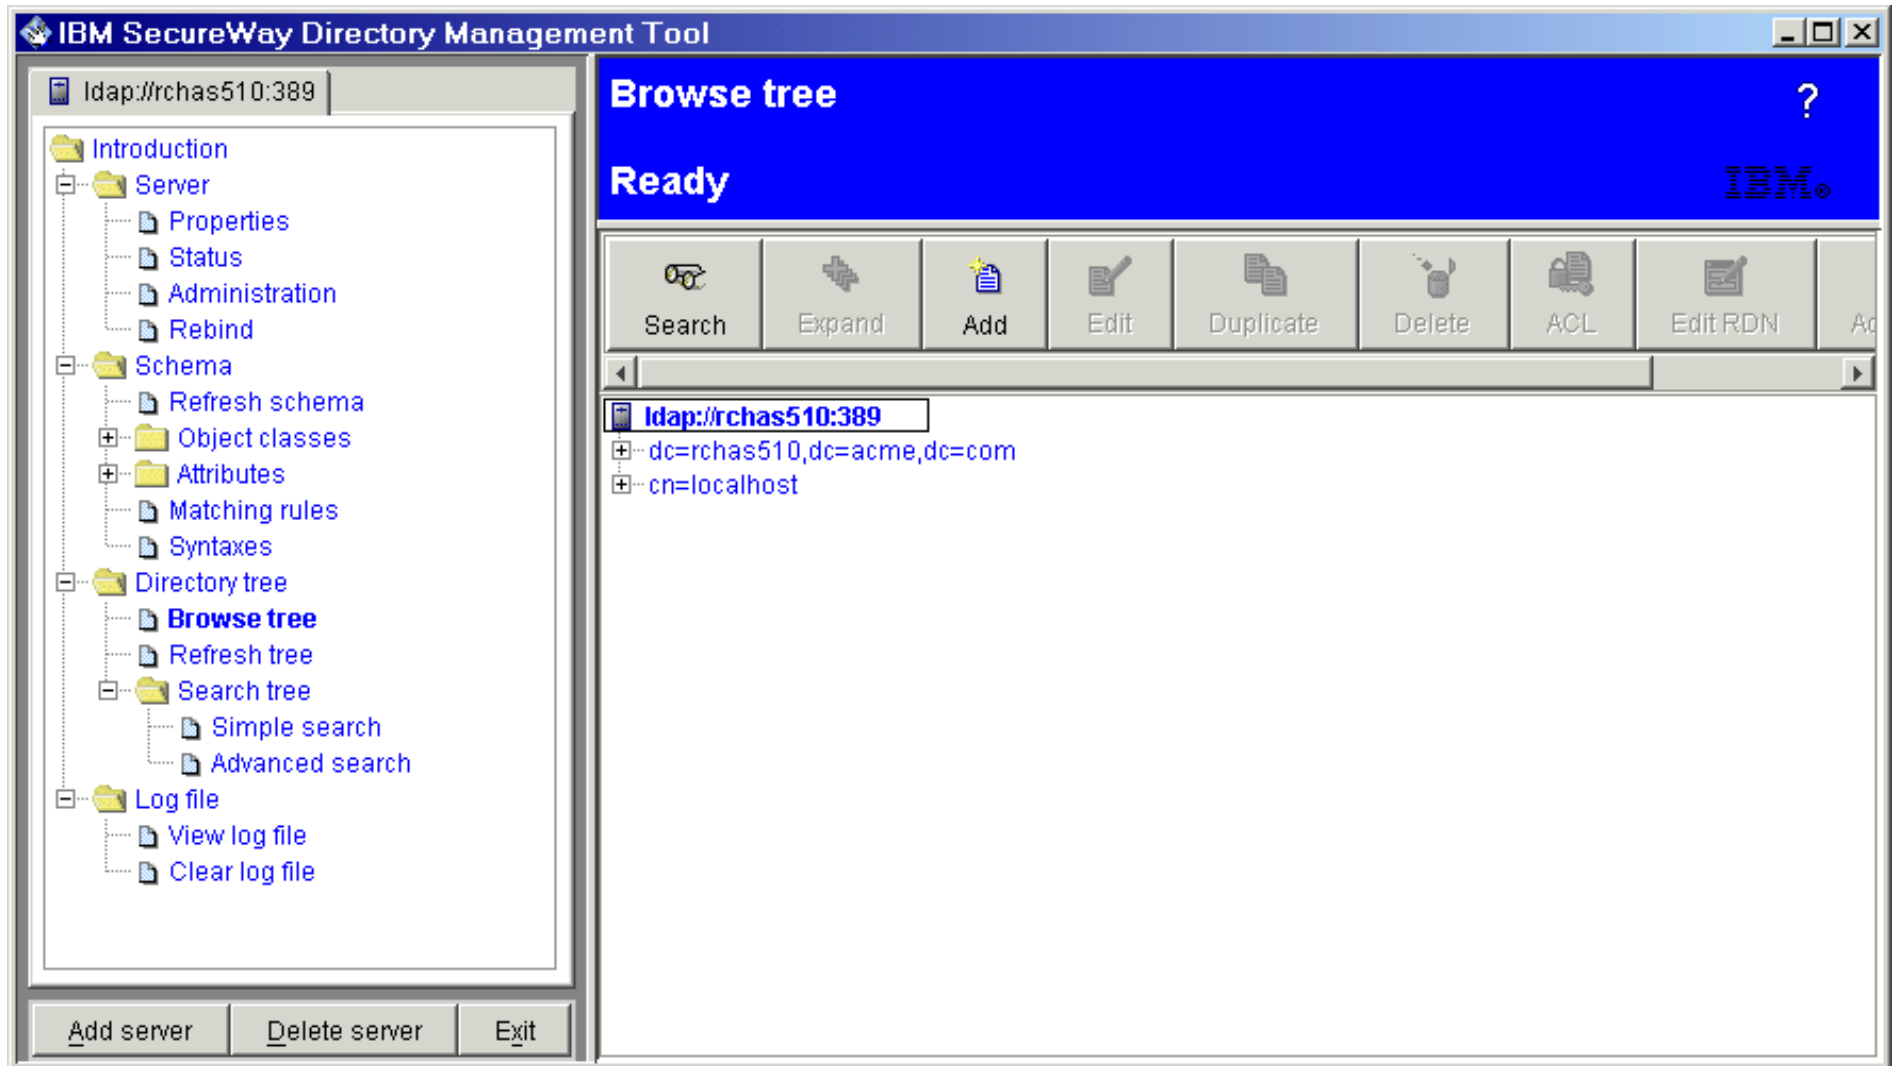 IBM SecureWay Directory Management Tool
ldap://rchas510:389
Introduction
Server
Properties
Status
Administration
Rebind
Schema
Refresh schema
Object classes
Attributes
Matching rules
Syntaxes
Directory tree
Browse tree
Refresh tree
Search tree
Simple search
Advanced search
Log file
View log file
Clear log file
Add server Delete server Exit
Browse tree ?
Ready IBM®
Search Expand Add Edit Duplicate Delete ACL Edit RDN
ldap://rchas510:389
dc=rchas510,dc=acme,dc=com
cn=localhost